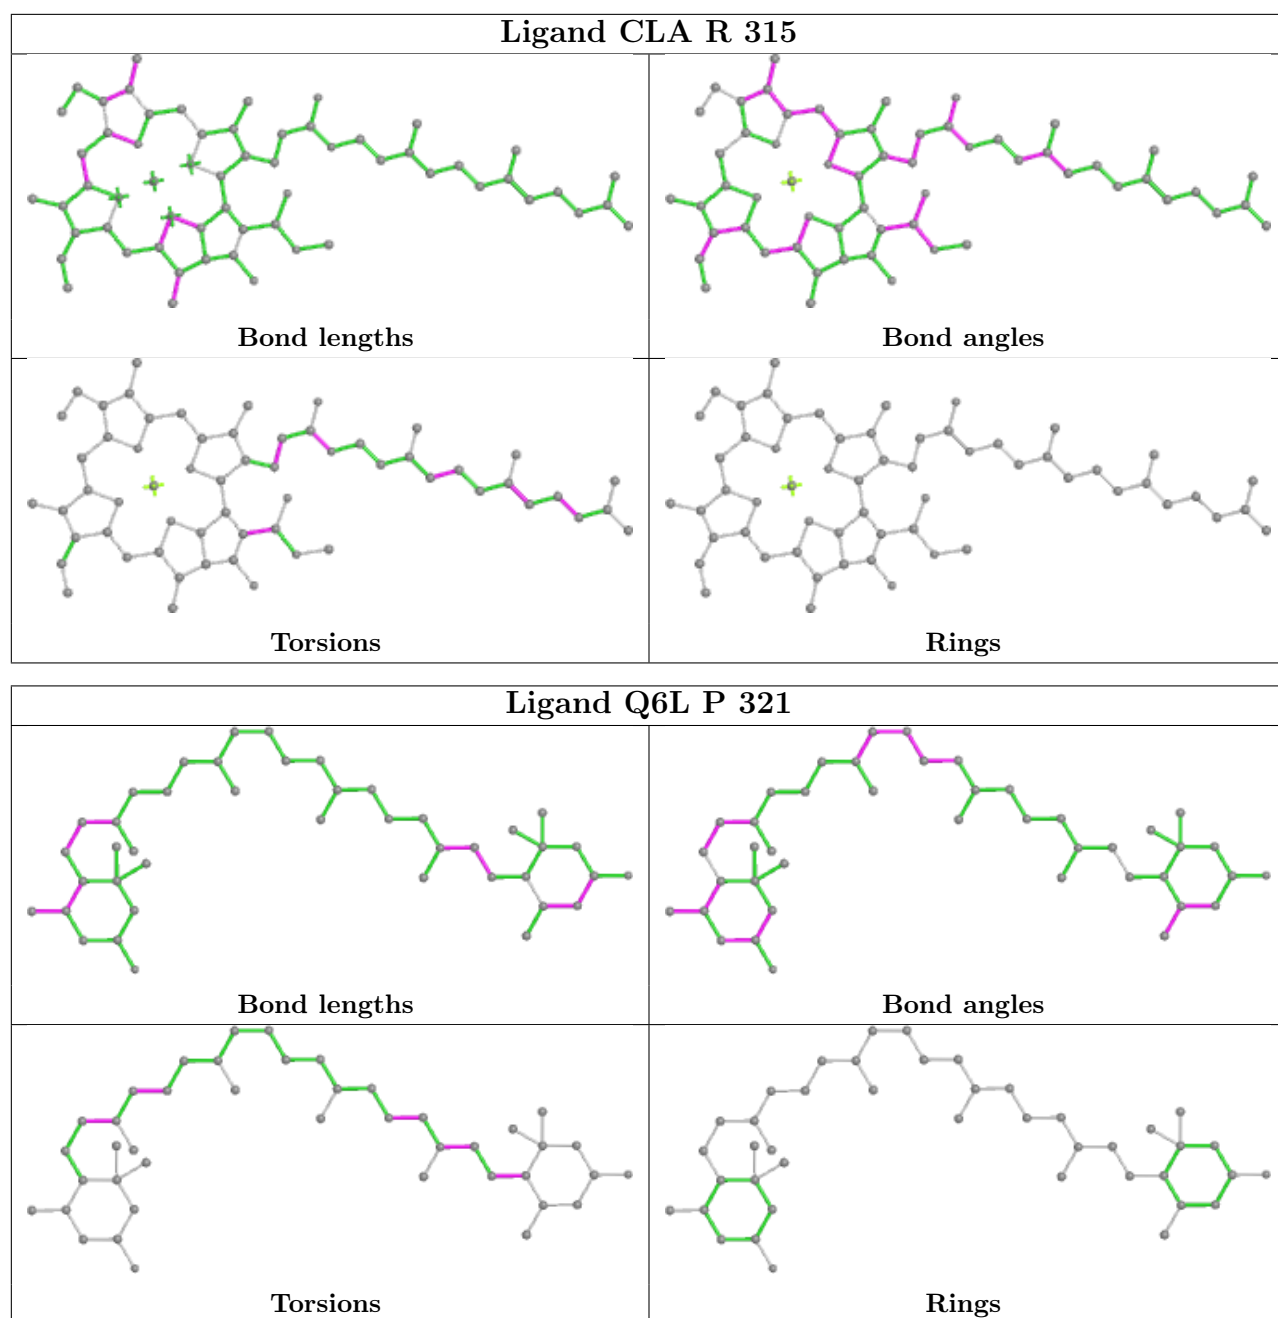 Ligand CLA R 315
Bond lengths
Bond angles
Torsions
Rings
Ligand Q6L P 321
Bond lengths
Bond angles
Torsions
Rings